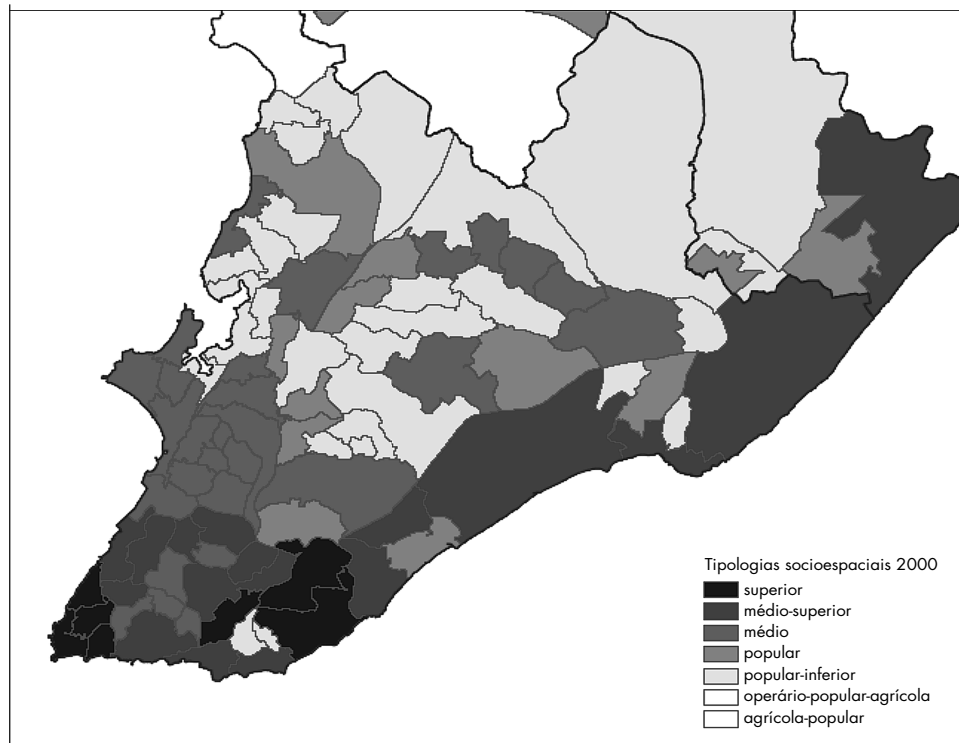 Tipologias socioespaciais 2000
superior
médio-superior
médio
popular
popular-inferior
operário-popular-agrícola
agrícola-popular